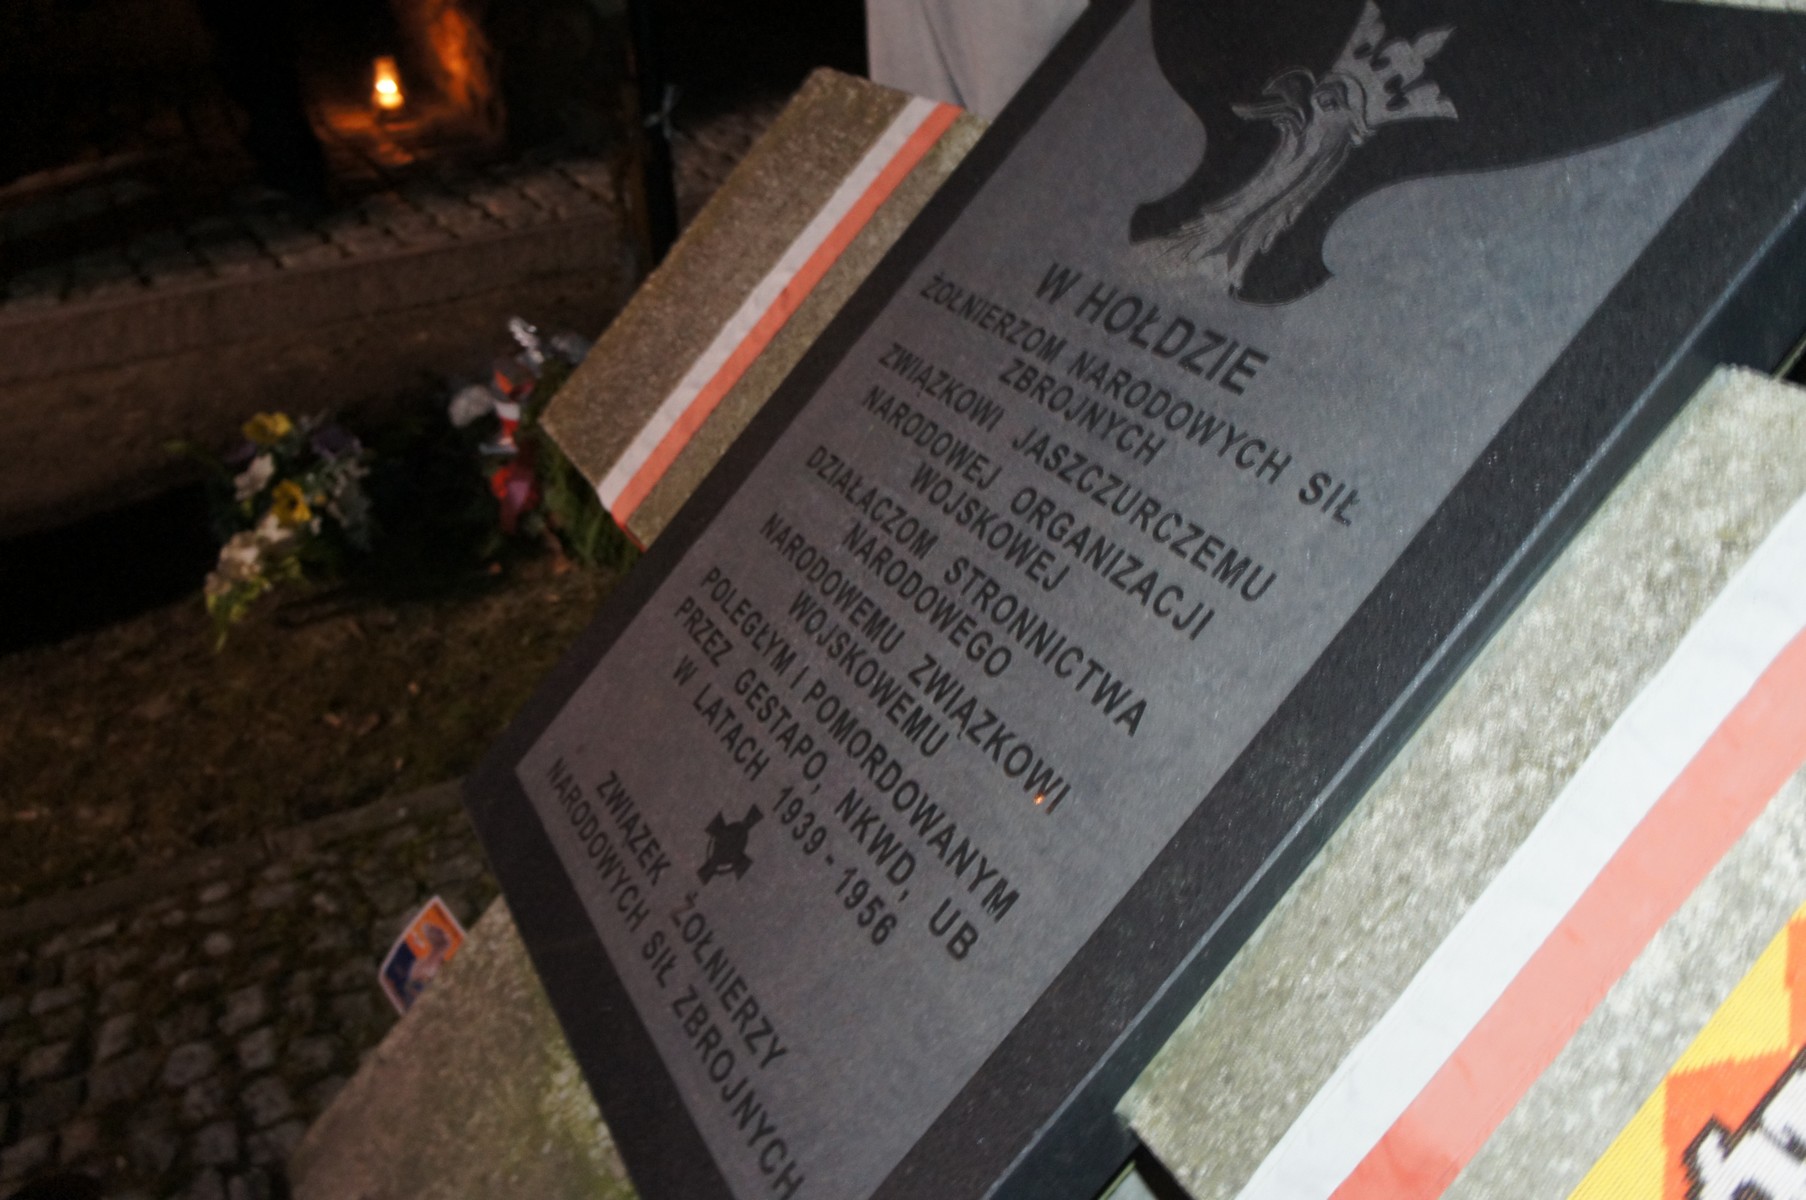 W HOŁDZIE
ŻOŁNIERZOM NARODOWYCH SIŁ
ZBROJNYCH
ZWIĄZKOWI JASZCZURCZEMU
NARODOWEJ ORGANIZACJI
WOJSKOWEJ
DZIAŁACZOM STRONNICTWA
NARODOWEGO
NARODOWEMU ZWIĄZKOWI
WOJSKOWEMU
POLEGŁYM I POMORDOWANYM
PRZEZ GESTAPO, NKWD, UB
W LATACH 1939 - 1956
ZWIĄZEK ŻOŁNIERZY
NARODOWYCH SIŁ ZBROJNYCH